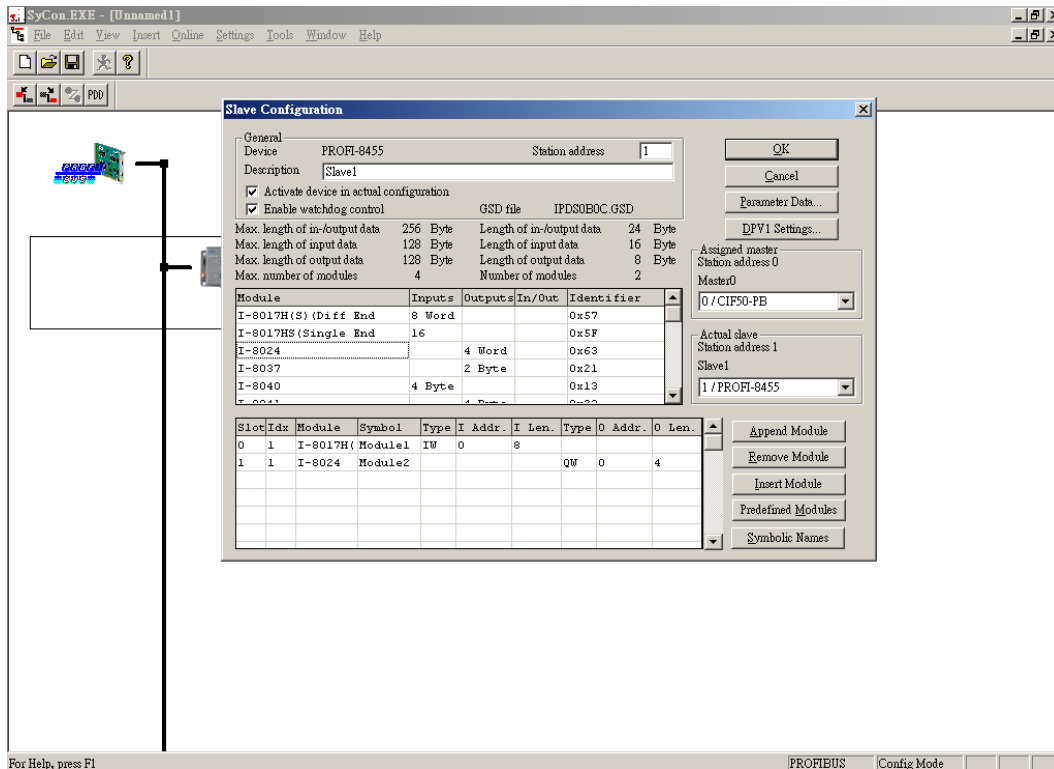 SyCon.EXE - [Unnamed1]
File Edit View Insert Online Settings Tools Window Help
PDD
PROFI
BUS
Slave Configuration
General
Device PROFI-8455 Station address 1
Description Slave1
Activate device in actual configuration
Enable watchdog control GSD file IPDS0B0C.GSD
Max. length of in-/output data 256 Byte Length of in-/output data 24 Byte
Max. length of input data 128 Byte Length of input data 16 Byte
Max. length of output data 128 Byte Length of output data 8 Byte
Max. number of modules 4 Number of modules 2
OK
Cancel
Parameter Data...
DPV1 Settings...
Assigned master
Station address 0
Master0
0 / CIF50-PB
Actual slave
Station address 1
Slave1
1 / PROFI-8455
Module Inputs Outputs In/Out Identifier
I-8017H(S)(Diff End 8 Word 0x57
I-8017HS(Single End 16 0x5F
I-8024 4 Word 0x63
I-8037 2 Byte 0x21
I-8040 4 Byte 0x13
Slot Idx Module Symbol Type I Addr. I Len. Type O Addr. O Len.
0 1 I-8017H( Module1 IW 0 8
1 1 I-8024 Module2 QW 0 4
Append Module
Remove Module
Insert Module
Predefined Modules
Symbolic Names
For Help, press F1 PROFIBUS Config Mode